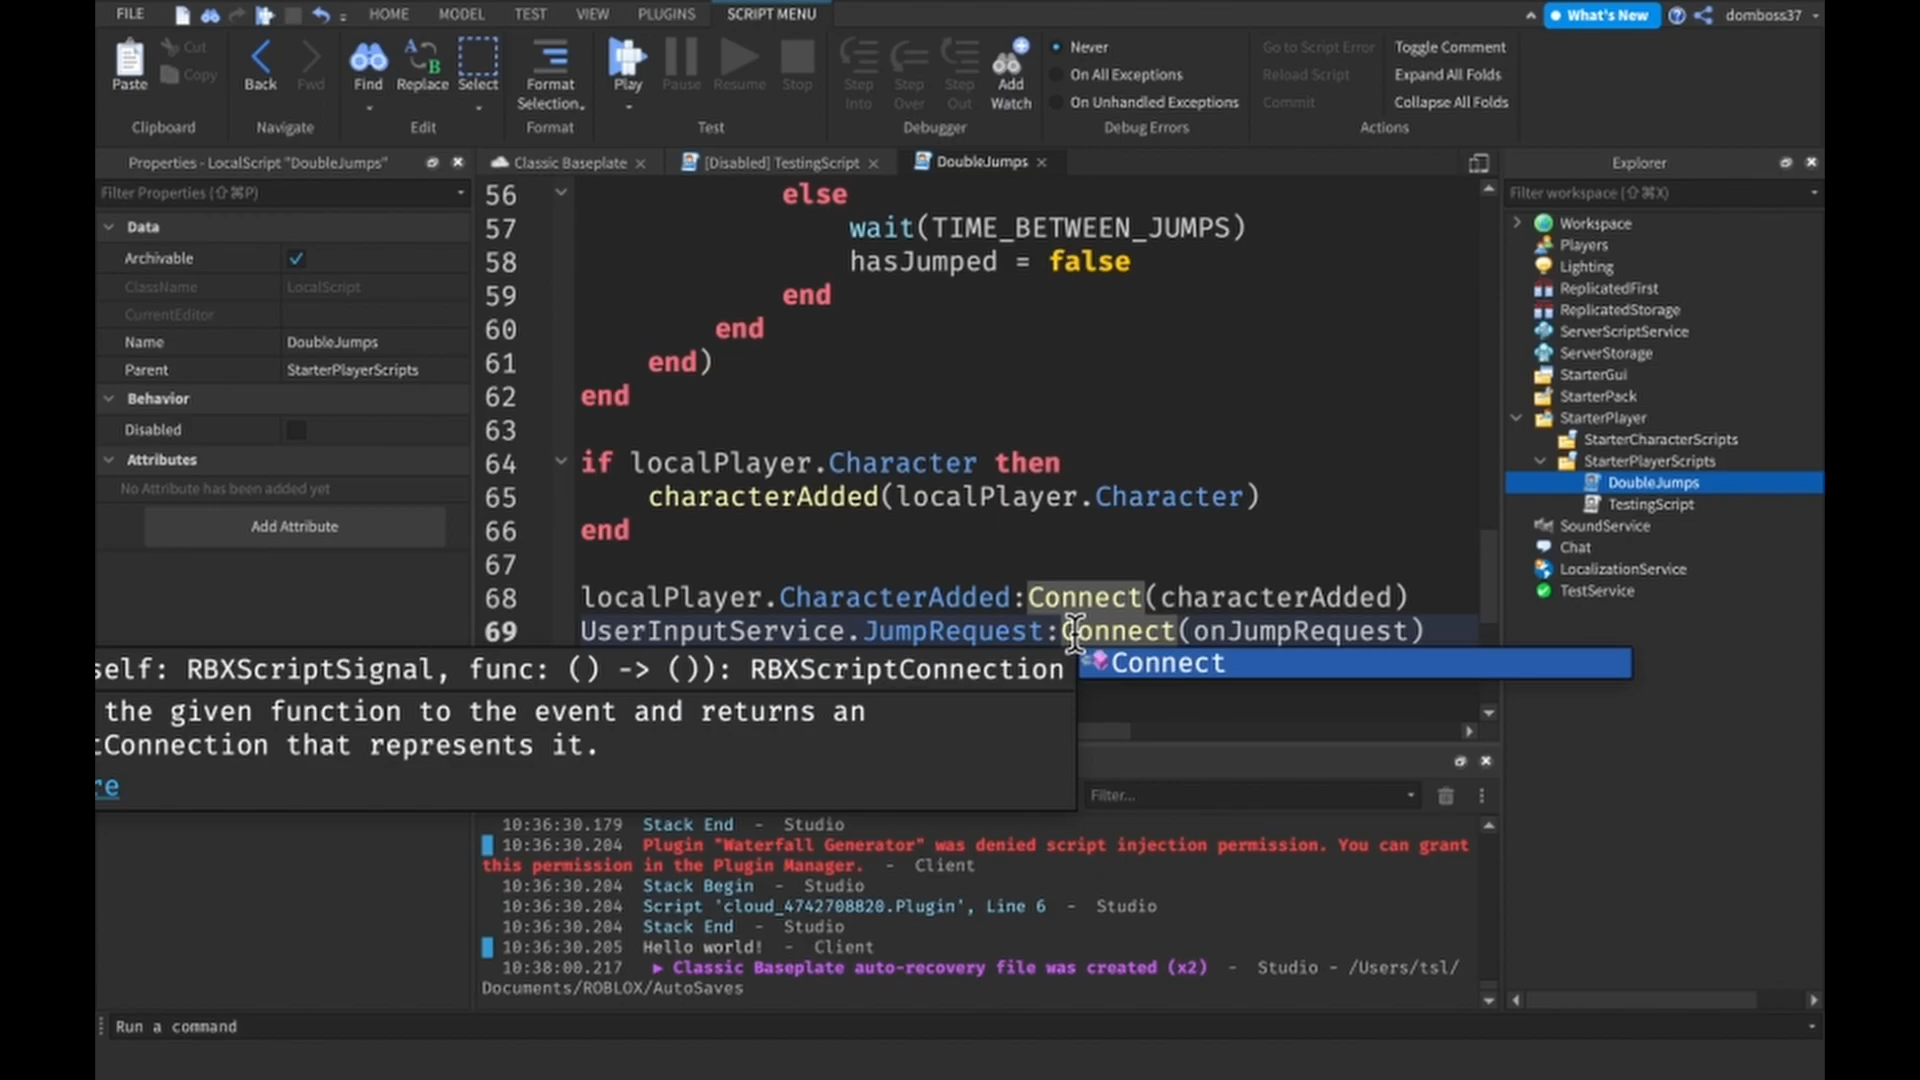 FILE HOME MODEL TEST VIEW PLUGINS SCRIPT MENU What's New domboss37
Paste Cut Copy Back Fwd Find Replace Select Format Selection Play Pause Resume Stop Step Into Step Over Step Out Add Watch
Never
On All Exceptions
On Unhandled Exceptions
Go to Script Error
Reload Script
Commit
Toggle Comment
Expand All Folds
Collapse All Folds
Clipboard Navigate Edit Format Test Debugger Debug Errors Actions
Properties - LocalScript "DoubleJumps"
Filter Properties (⇧⌘P)
Data
Archivable
ClassName LocalScript
CurrentEditor
Name DoubleJumps
Parent StarterPlayerScripts
Behavior
Disabled
Attributes
No Attribute has been added yet
Add Attribute
Classic Baseplate [Disabled] TestingScript DoubleJumps
56 else
57 wait(TIME_BETWEEN_JUMPS)
58 hasJumped = false
59 end
60 end
61 end)
62 end
63
64 if localPlayer.Character then
65 characterAdded(localPlayer.Character)
66 end
67
68 localPlayer.CharacterAdded:Connect(characterAdded)
69 UserInputService.JumpRequest:Connect(onJumpRequest)
Connect
self: RBXScriptSignal, func: () -> ()): RBXScriptConnection
the given function to the event and returns an
tConnection that represents it.
re
Filter...
10:36:30.179 Stack End - Studio
10:36:30.204 Plugin "Waterfall Generator" was denied script injection permission. You can grant
this permission in the Plugin Manager. - Client
10:36:30.204 Stack Begin - Studio
10:36:30.204 Script 'cloud_4742708820.Plugin', Line 6 - Studio
10:36:30.204 Stack End - Studio
10:36:30.205 Hello world! - Client
10:38:00.217 ▶ Classic Baseplate auto-recovery file was created (x2) - Studio - /Users/tsl/
Documents/ROBLOX/AutoSaves
Run a command
Explorer
Filter workspace (⇧⌘X)
Workspace
Players
Lighting
ReplicatedFirst
ReplicatedStorage
ServerScriptService
ServerStorage
StarterGui
StarterPack
StarterPlayer
StarterCharacterScripts
StarterPlayerScripts
DoubleJumps
TestingScript
SoundService
Chat
LocalizationService
TestService